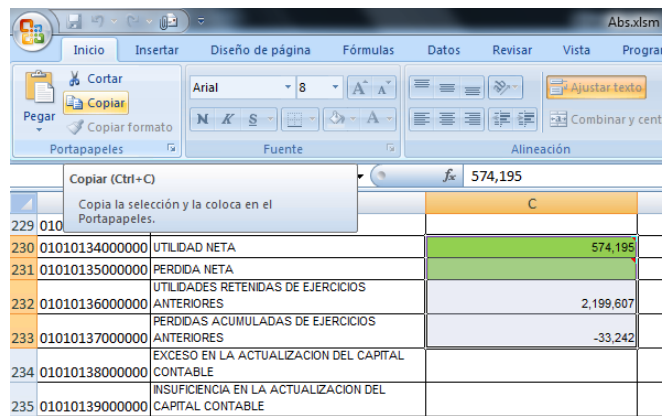 Abs.xlsm
Inicio Insertar Diseño de página Fórmulas Datos Revisar Vista
Pegar
Cortar
Copiar
Copiar formato
Portapapeles
Arial 8 A A
N K S A
Fuente
Ajustar texto
Combinar y cent
Alineación
Copiar (Ctrl+C)
Copia la selección y la coloca en el
Portapapeles.
fx 574,195
C
229 010
230 01010134000000 UTILIDAD NETA 574,195
231 01010135000000 PERDIDA NETA
UTILIDADES RETENIDAS DE EJERCICIOS
232 01010136000000 ANTERIORES 2,199,607
PERDIDAS ACUMULADAS DE EJERCICIOS
233 01010137000000 ANTERIORES -33,242
EXCESO EN LA ACTUALIZACION DEL CAPITAL
234 01010138000000 CONTABLE
INSUFICIENCIA EN LA ACTUALIZACION DEL
235 01010139000000 CAPITAL CONTABLE